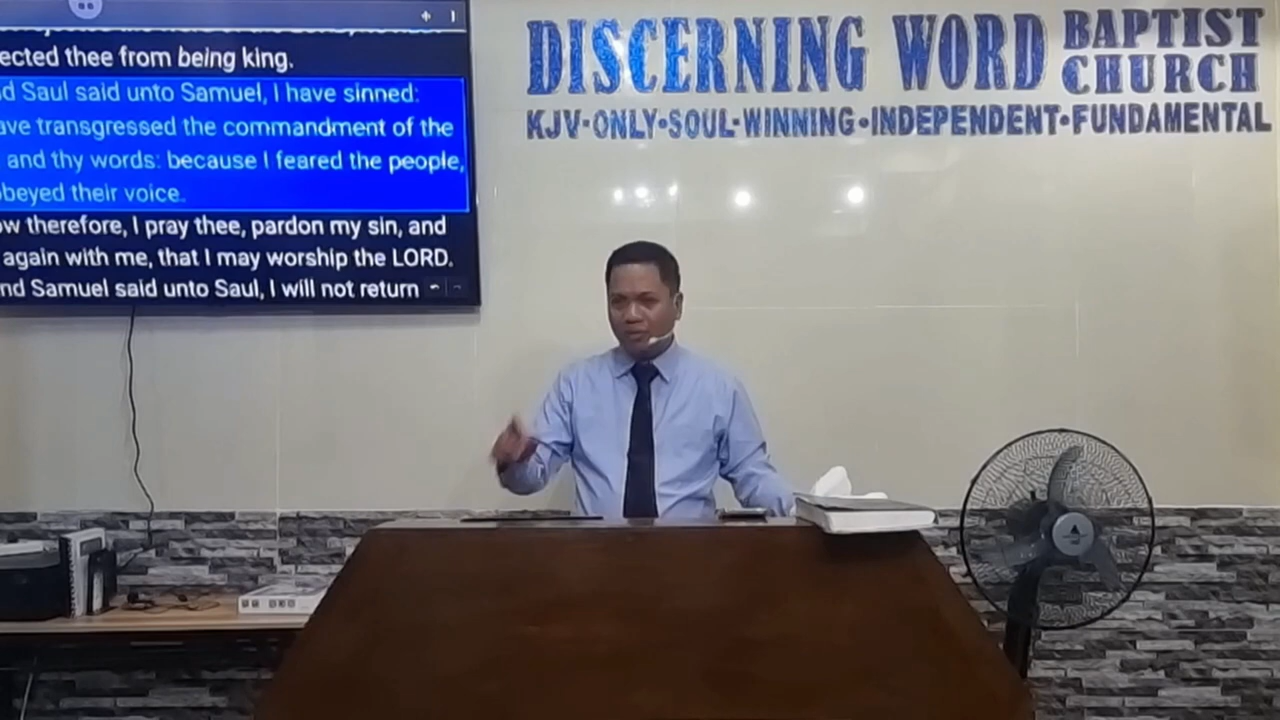 ected thee from being king.
d Saul said unto Samuel, I have sinned:
ave transgressed the commandment of the
and thy words: because I feared the people,
beyed their voice.
ow therefore, I pray thee, pardon my sin, and
again with me, that I may worship the LORD.
nd Samuel said unto Saul, I will not return
DISCERNING WORD BAPTIST CHURCH
KJV-ONLY•SOUL-WINNING•INDEPENDENT•FUNDAMENTAL